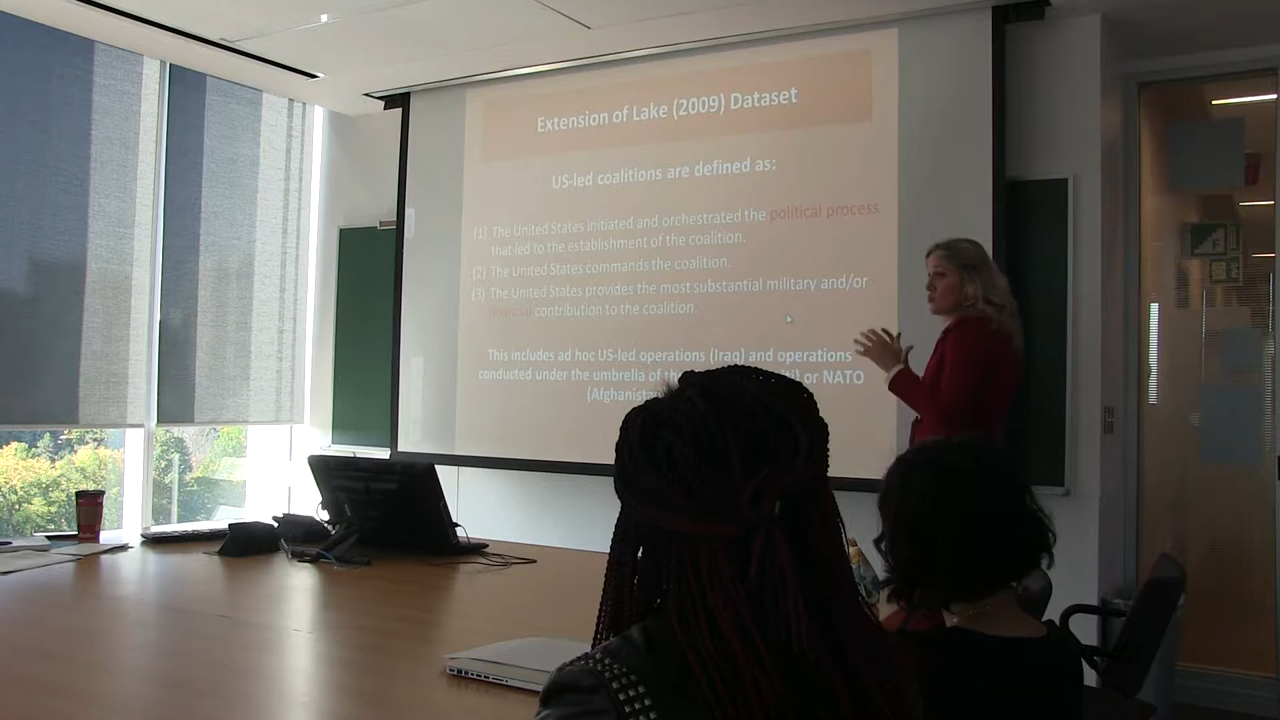 Extension of Lake (2009) Dataset
US-led coalitions are defined as:
(1) The United States initiated and orchestrated the political process
that led to the establishment of the coalition.
(2) The United States commands the coalition.
(3) The United States provides the most substantial military and/or
financial contribution to the coalition.
This includes ad hoc US-led operations (Iraq) and operations
conducted under the umbrella of the or NATO